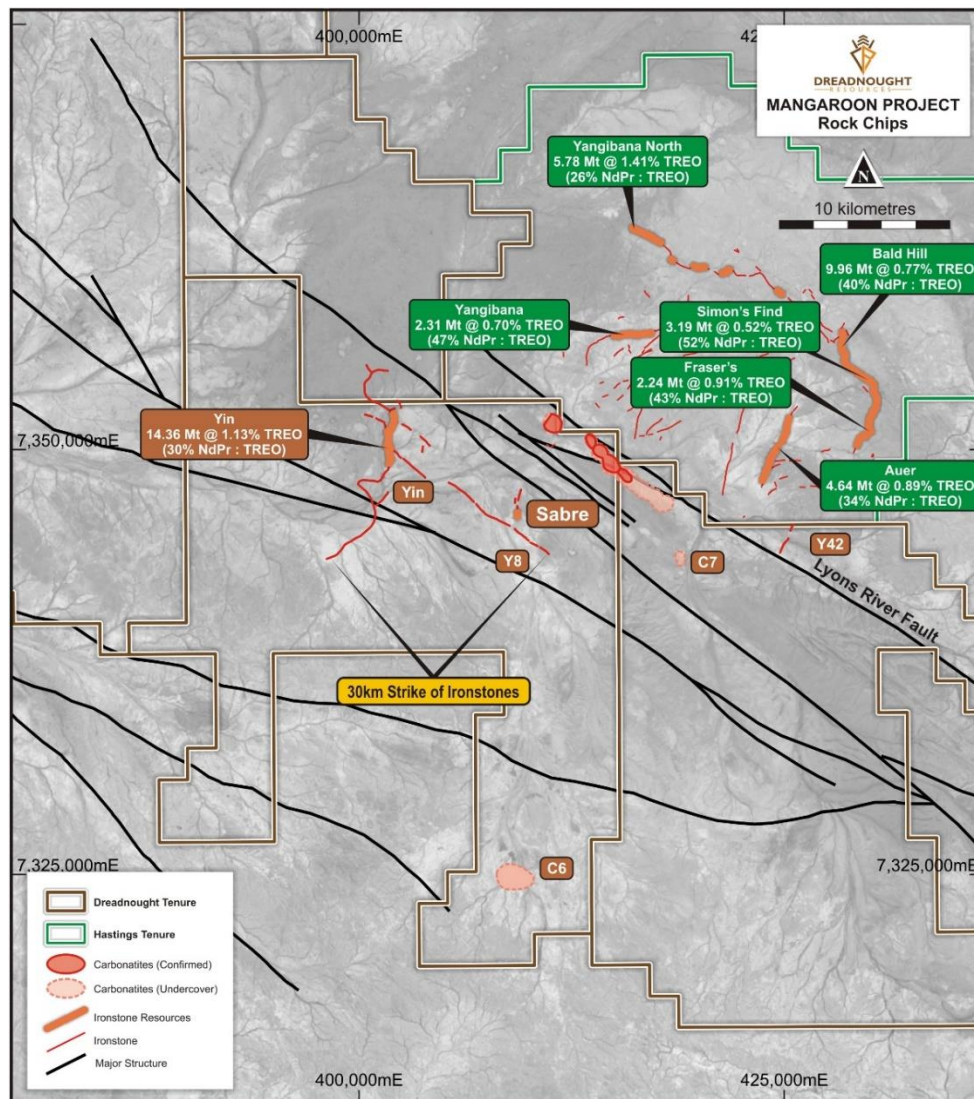 400,000mE
42
DREADNOUGHT
RESOURCES
MANGAROON PROJECT
Rock Chips
N
10 kilometres
Yangibana North
5.78 Mt @ 1.41% TREO
(26% NdPr : TREO)
Bald Hill
9.96 Mt @ 0.77% TREO
(40% NdPr : TREO)
Yangibana
2.31 Mt @ 0.70% TREO
(47% NdPr : TREO)
Simon's Find
3.19 Mt @ 0.52% TREO
(52% NdPr : TREO)
Fraser's
2.24 Mt @ 0.91% TREO
(43% NdPr : TREO)
Yin
14.36 Mt @ 1.13% TREO
(30% NdPr : TREO)
7,350,000mE
Auer
4.64 Mt @ 0.89% TREO
(34% NdPr : TREO)
Yin
Sabre
Y8
C7
Y42
Lyons River Fault
30km Strike of Ironstones
7,325,000mE
7,325,000mE
C6
Dreadnought Tenure
Hastings Tenure
Carbonatites (Confirmed)
Carbonatites (Undercover)
Ironstone Resources
Ironstone
Major Structure
400,000mE
425,000mE